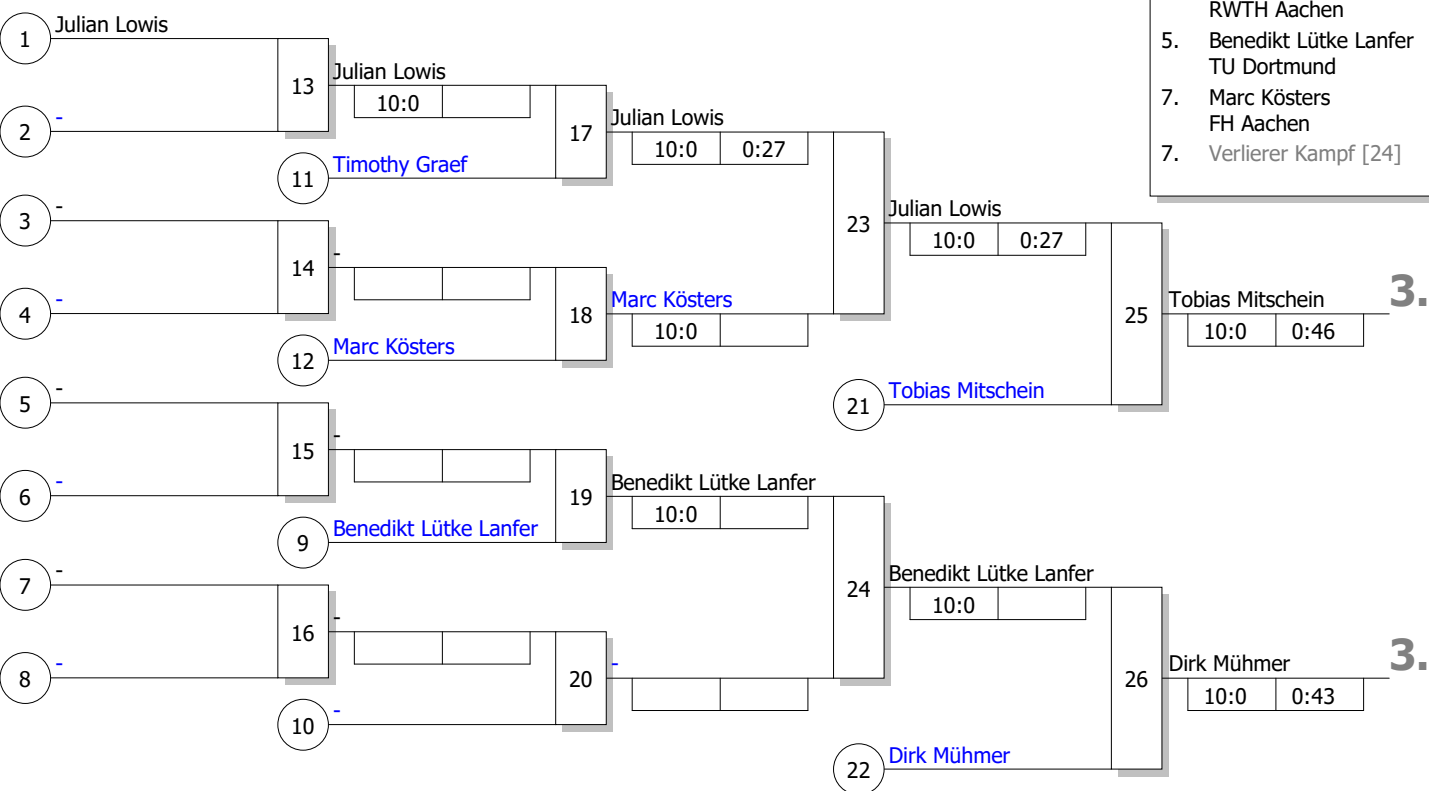 RWTH Aachen
5. Benedikt Lütke Lanfer
TU Dortmund
7. Marc Kösters
FH Aachen
7. Verlierer Kampf [24]
1 Julian Lowis
2 -
13 Julian Lowis
10:0
11 Timothy Graef
17 Julian Lowis
10:0 0:27
3 -
4 -
14 -
12 Marc Kösters
18 Marc Kösters
10:0
23 Julian Lowis
10:0 0:27
21 Tobias Mitschein
25 Tobias Mitschein 3.
10:0 0:46
5 -
6 -
15 -
9 Benedikt Lütke Lanfer
19 Benedikt Lütke Lanfer
10:0
7 -
8 -
16 -
10 -
20 -
24 Benedikt Lütke Lanfer
10:0
22 Dirk Mühmer
26 Dirk Mühmer 3.
10:0 0:43